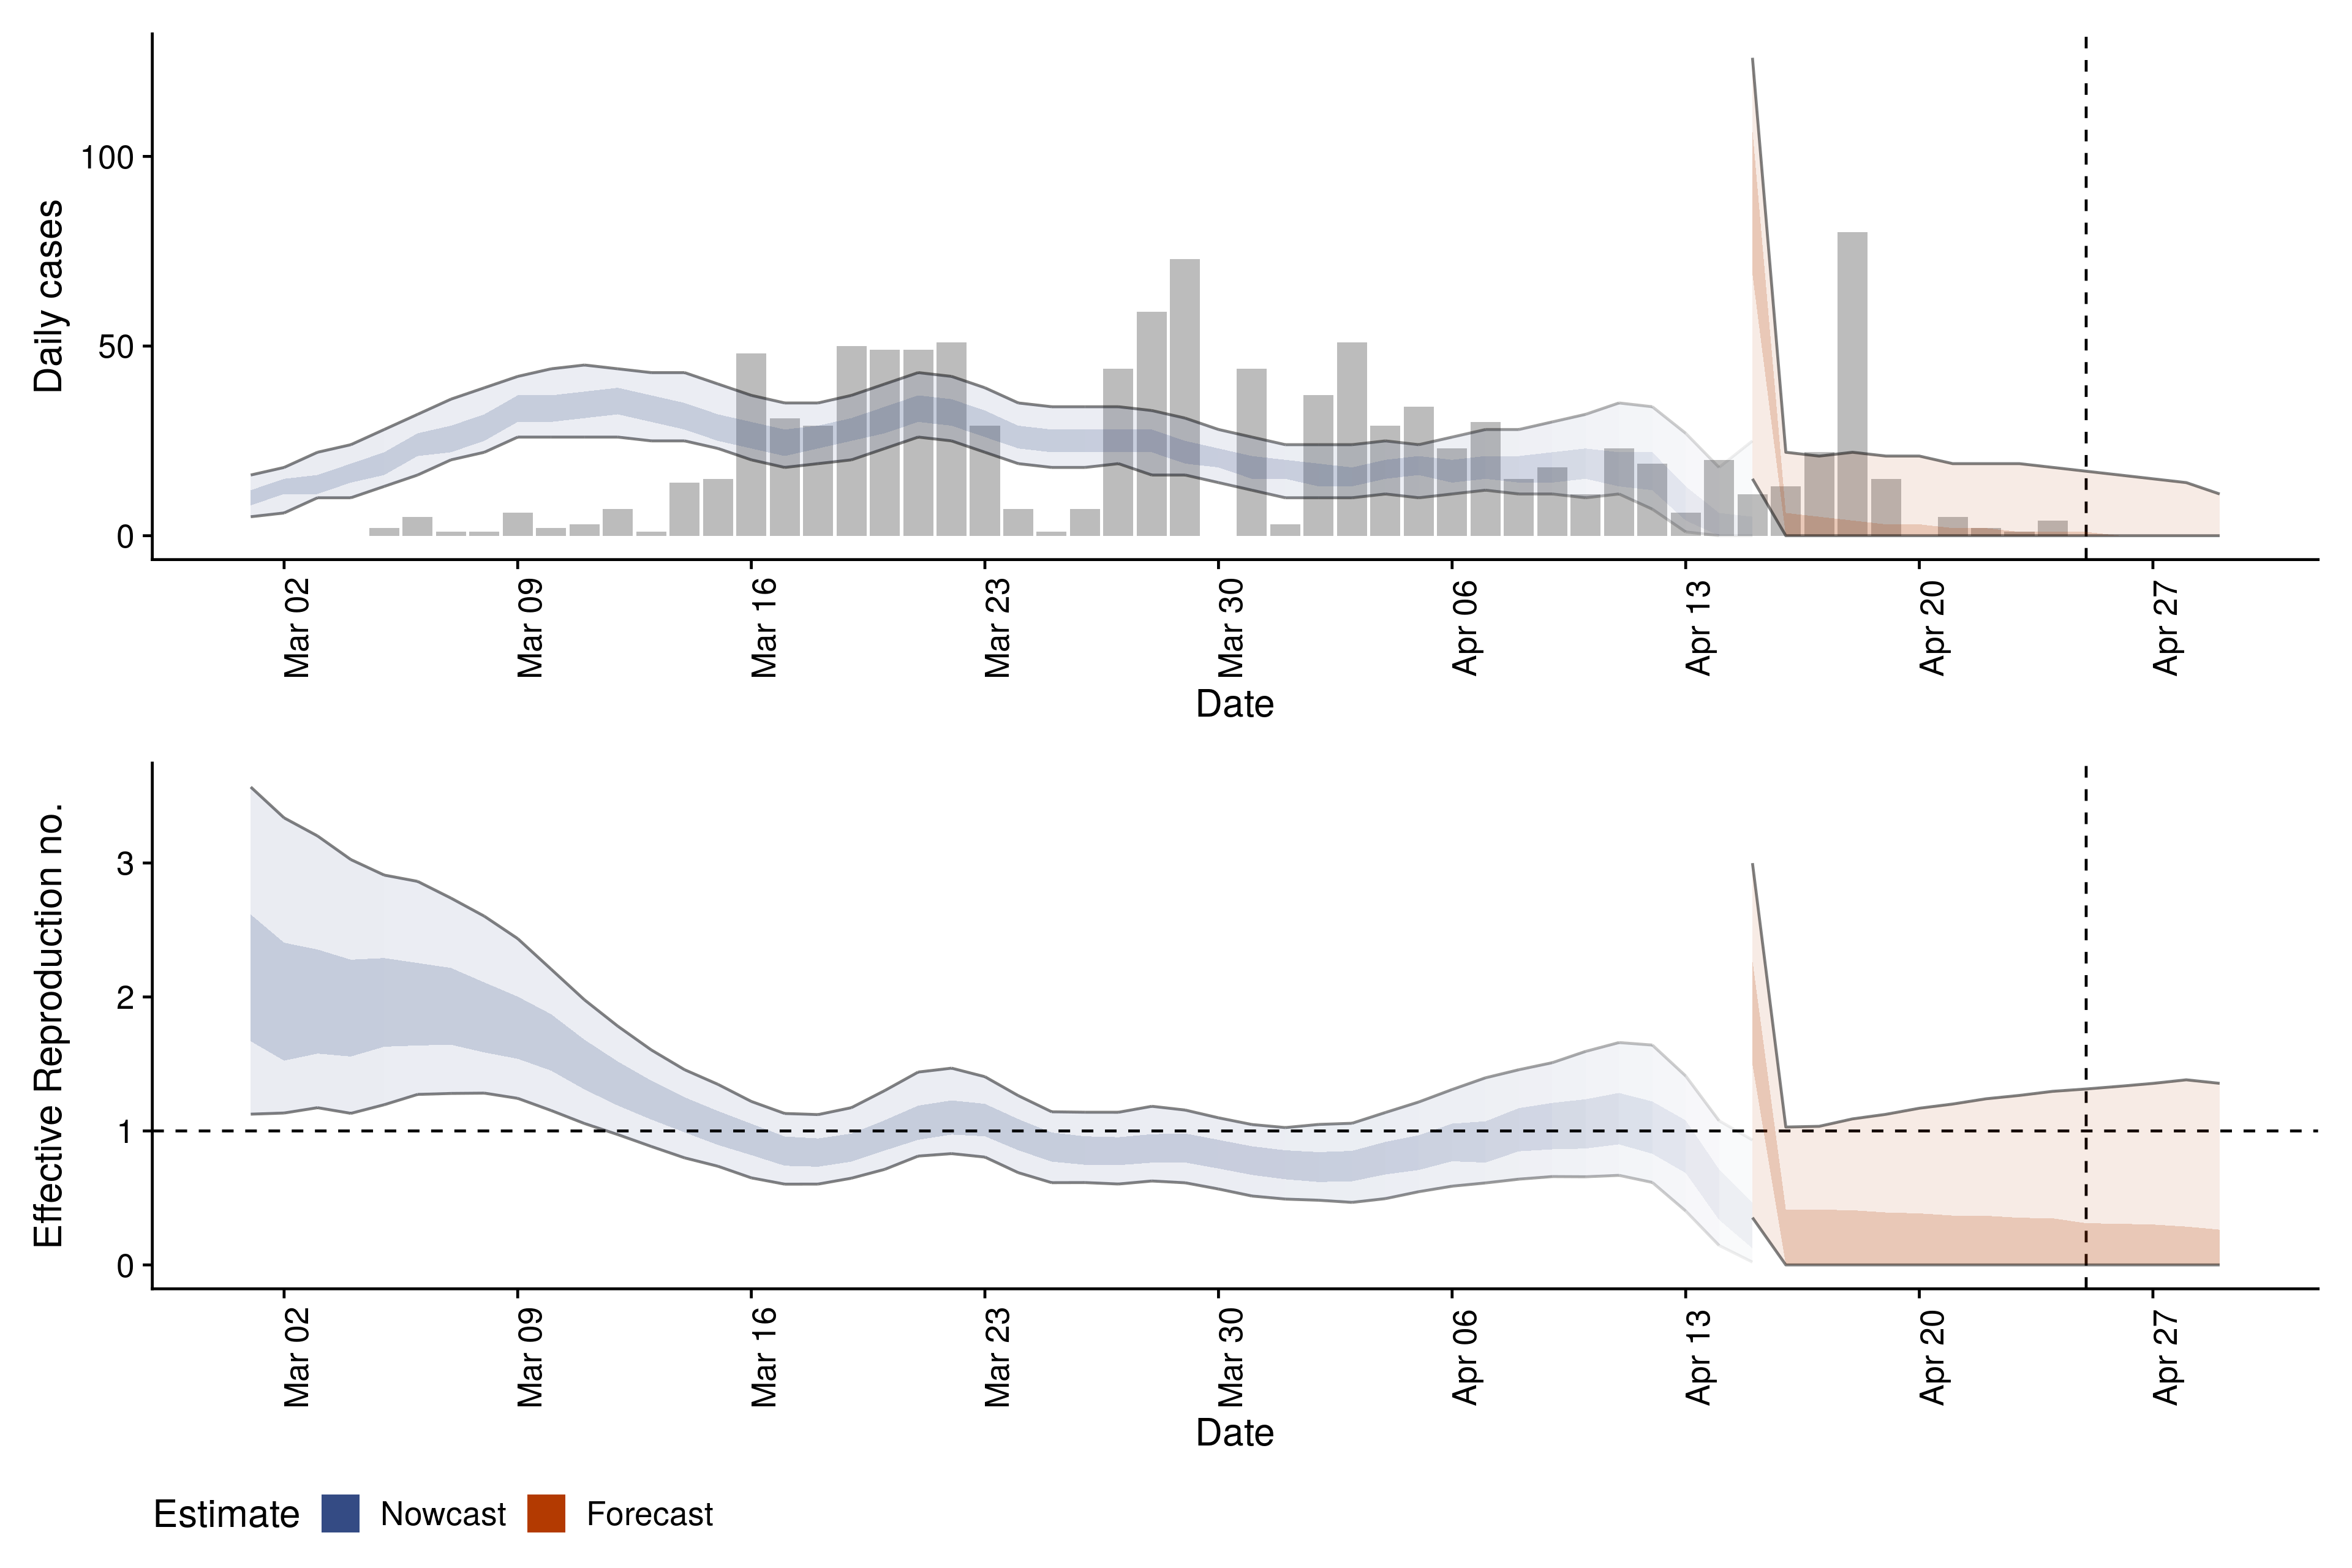 Daily cases
100
50
0
Mar 02
Mar 09
Mar 16
Mar 23
Mar 30
Apr 06
Apr 13
Apr 20
Apr 27
Date
Effective Reproduction no.
3
2
1
0
Mar 02
Mar 09
Mar 16
Mar 23
Mar 30
Apr 06
Apr 13
Apr 20
Apr 27
Date
Estimate Nowcast Forecast